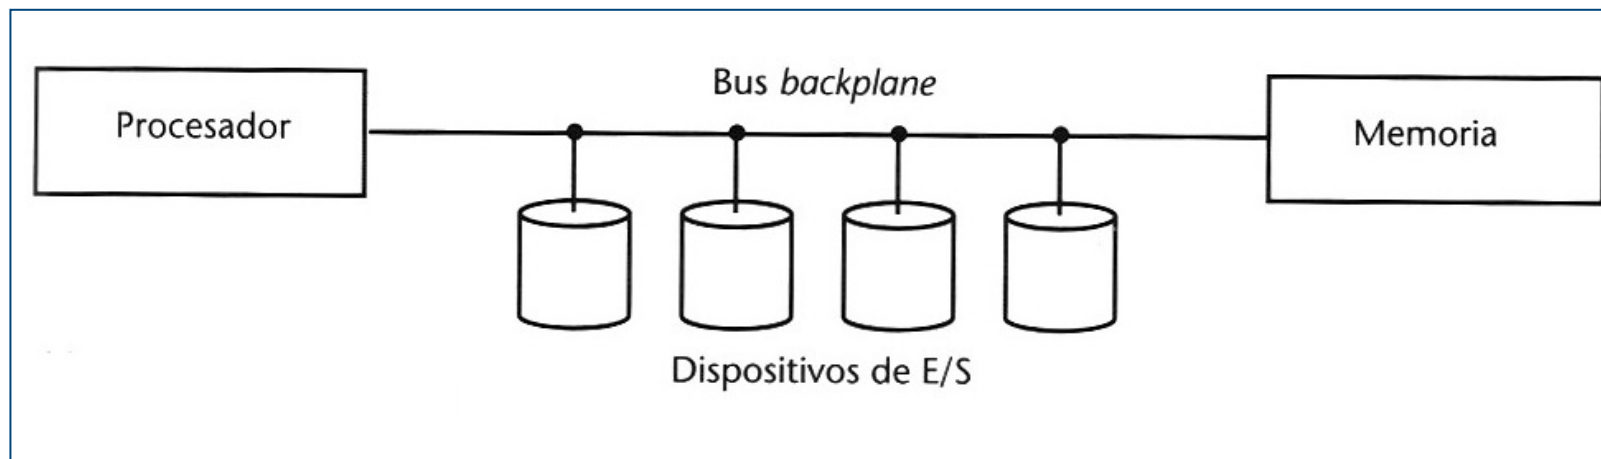 Bus backplane
Procesador
Memoria
Dispositivos de E/S